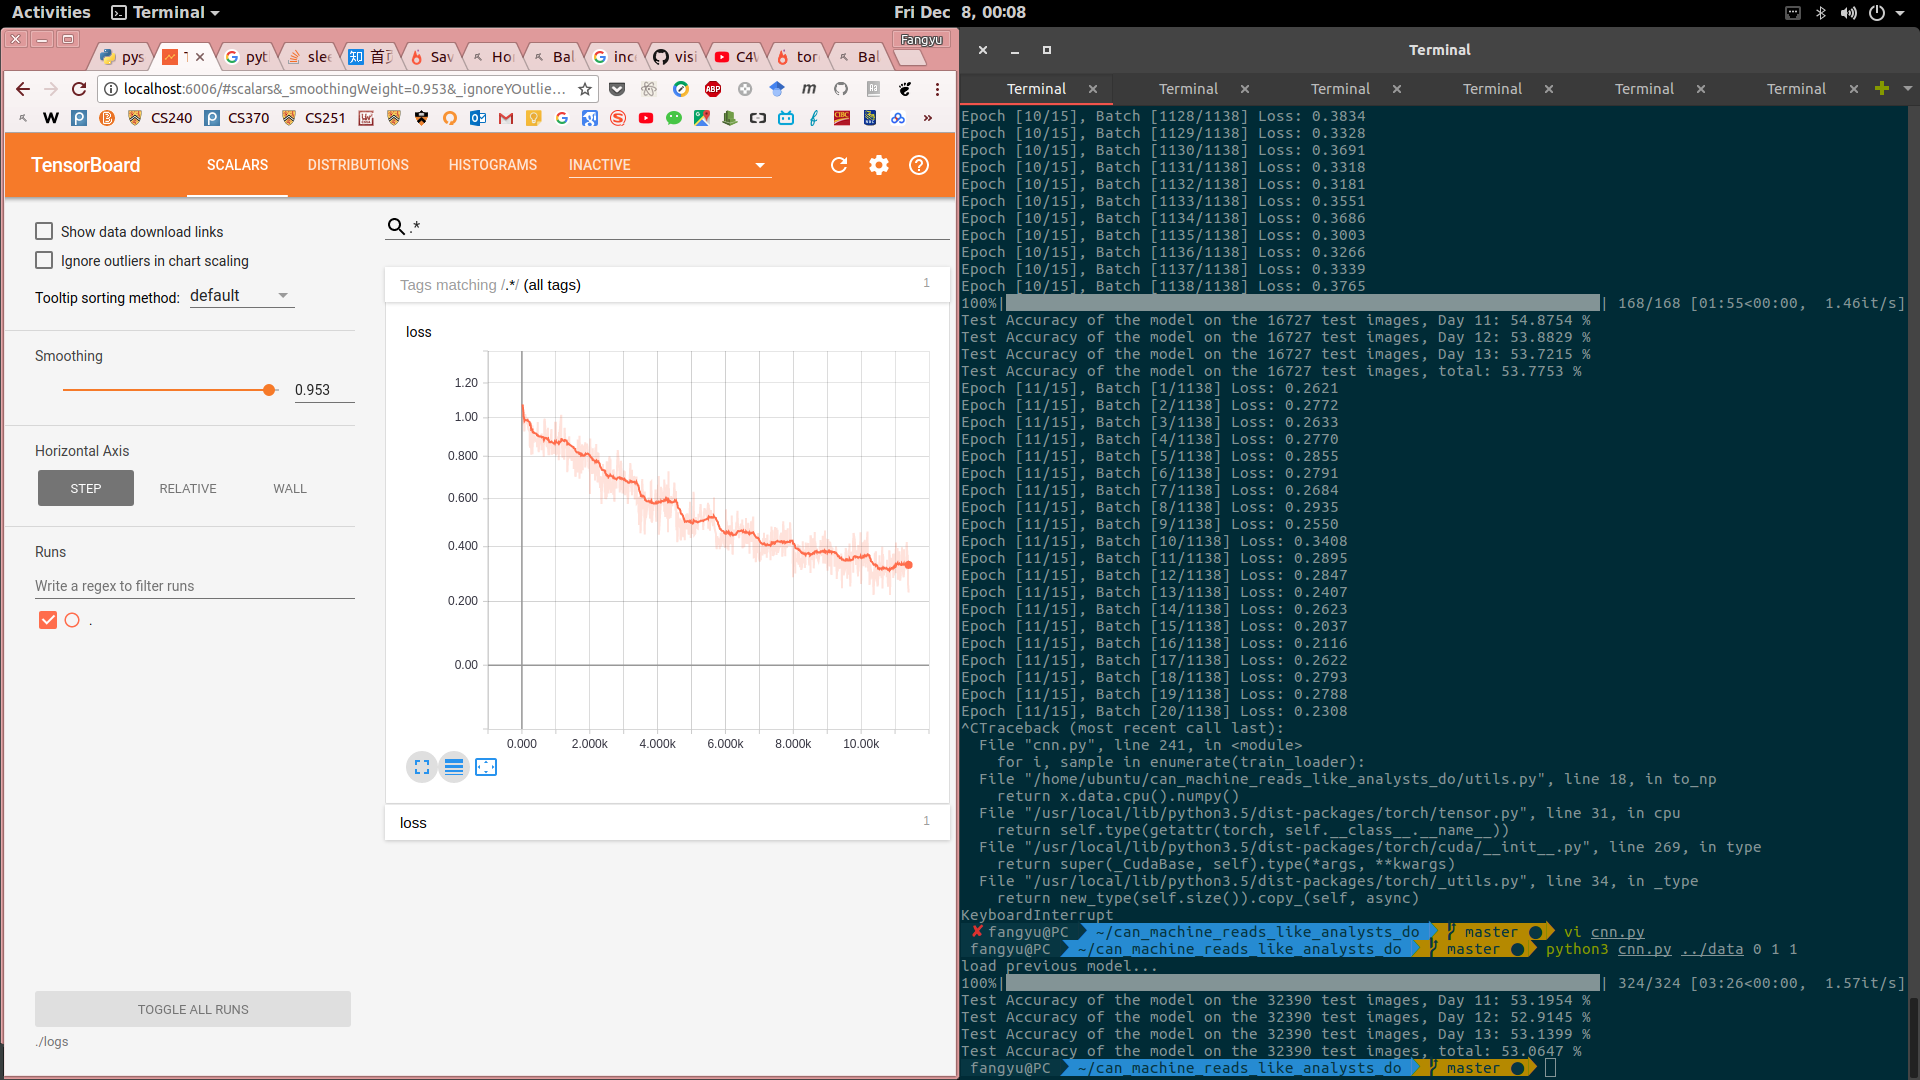 Activities Terminal Fri Dec 8, 00:08
Fangyu
pys T pyt slee 首页 Sav Ho Bal inc visi C4W tor Bal
localhost:6006/#scalars&_smoothingWeight=0.953&_ignoreYOutlie...
CS240 CS370 CS251 »
TensorBoard SCALARS DISTRIBUTIONS HISTOGRAMS INACTIVE
Show data download links
Ignore outliers in chart scaling
Tooltip sorting method: default
Smoothing
0.953
Horizontal Axis
STEP RELATIVE WALL
Runs
Write a regex to filter runs
.
TOGGLE ALL RUNS
./logs
.*
Tags matching /.*/ (all tags) 1
loss
1.20
1.00
0.800
0.600
0.400
0.200
0.00
0.000 2.000k 4.000k 6.000k 8.000k 10.00k
loss 1
Terminal
Terminal Terminal Terminal Terminal Terminal Terminal
Epoch [10/15], Batch [1128/1138] Loss: 0.3834
Epoch [10/15], Batch [1129/1138] Loss: 0.3328
Epoch [10/15], Batch [1130/1138] Loss: 0.3691
Epoch [10/15], Batch [1131/1138] Loss: 0.3318
Epoch [10/15], Batch [1132/1138] Loss: 0.3181
Epoch [10/15], Batch [1133/1138] Loss: 0.3551
Epoch [10/15], Batch [1134/1138] Loss: 0.3686
Epoch [10/15], Batch [1135/1138] Loss: 0.3003
Epoch [10/15], Batch [1136/1138] Loss: 0.3266
Epoch [10/15], Batch [1137/1138] Loss: 0.3339
Epoch [10/15], Batch [1138/1138] Loss: 0.3765
100%| | 168/168 [01:55<00:00, 1.46it/s]
Test Accuracy of the model on the 16727 test images, Day 11: 54.8754 %
Test Accuracy of the model on the 16727 test images, Day 12: 53.8829 %
Test Accuracy of the model on the 16727 test images, Day 13: 53.7215 %
Test Accuracy of the model on the 16727 test images, total: 53.7753 %
Epoch [11/15], Batch [1/1138] Loss: 0.2621
Epoch [11/15], Batch [2/1138] Loss: 0.2772
Epoch [11/15], Batch [3/1138] Loss: 0.2633
Epoch [11/15], Batch [4/1138] Loss: 0.2770
Epoch [11/15], Batch [5/1138] Loss: 0.2855
Epoch [11/15], Batch [6/1138] Loss: 0.2791
Epoch [11/15], Batch [7/1138] Loss: 0.2684
Epoch [11/15], Batch [8/1138] Loss: 0.2935
Epoch [11/15], Batch [9/1138] Loss: 0.2550
Epoch [11/15], Batch [10/1138] Loss: 0.3408
Epoch [11/15], Batch [11/1138] Loss: 0.2895
Epoch [11/15], Batch [12/1138] Loss: 0.2847
Epoch [11/15], Batch [13/1138] Loss: 0.2407
Epoch [11/15], Batch [14/1138] Loss: 0.2623
Epoch [11/15], Batch [15/1138] Loss: 0.2037
Epoch [11/15], Batch [16/1138] Loss: 0.2116
Epoch [11/15], Batch [17/1138] Loss: 0.2622
Epoch [11/15], Batch [18/1138] Loss: 0.2793
Epoch [11/15], Batch [19/1138] Loss: 0.2788
Epoch [11/15], Batch [20/1138] Loss: 0.2308
^CTraceback (most recent call last):
File "cnn.py", line 241, in <module>
for i, sample in enumerate(train_loader):
File "/home/ubuntu/can_machine_reads_like_analysts_do/utils.py", line 18, in to_np
return x.data.cpu().numpy()
File "/usr/local/lib/python3.5/dist-packages/torch/tensor.py", line 31, in cpu
return self.type(getattr(torch, self.__class__.__name__))
File "/usr/local/lib/python3.5/dist-packages/torch/cuda/__init__.py", line 269, in type
return super(_CudaBase, self).type(*args, **kwargs)
File "/usr/local/lib/python3.5/dist-packages/torch/_utils.py", line 34, in _type
return new_type(self.size()).copy_(self, async)
KeyboardInterrupt
✘ fangyu@PC ~/can_machine_reads_like_analysts_do master ● vi cnn.py
fangyu@PC ~/can_machine_reads_like_analysts_do master ● python3 cnn.py ../data 0 1 1
load previous model...
100%| | 324/324 [03:26<00:00, 1.57it/s]
Test Accuracy of the model on the 32390 test images, Day 11: 53.1954 %
Test Accuracy of the model on the 32390 test images, Day 12: 52.9145 %
Test Accuracy of the model on the 32390 test images, Day 13: 53.1399 %
Test Accuracy of the model on the 32390 test images, total: 53.0647 %
fangyu@PC ~/can_machine_reads_like_analysts_do master ●